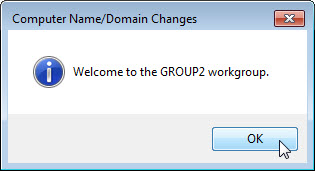 Computer Name/Domain Changes
Welcome to the GROUP2 workgroup.
OK